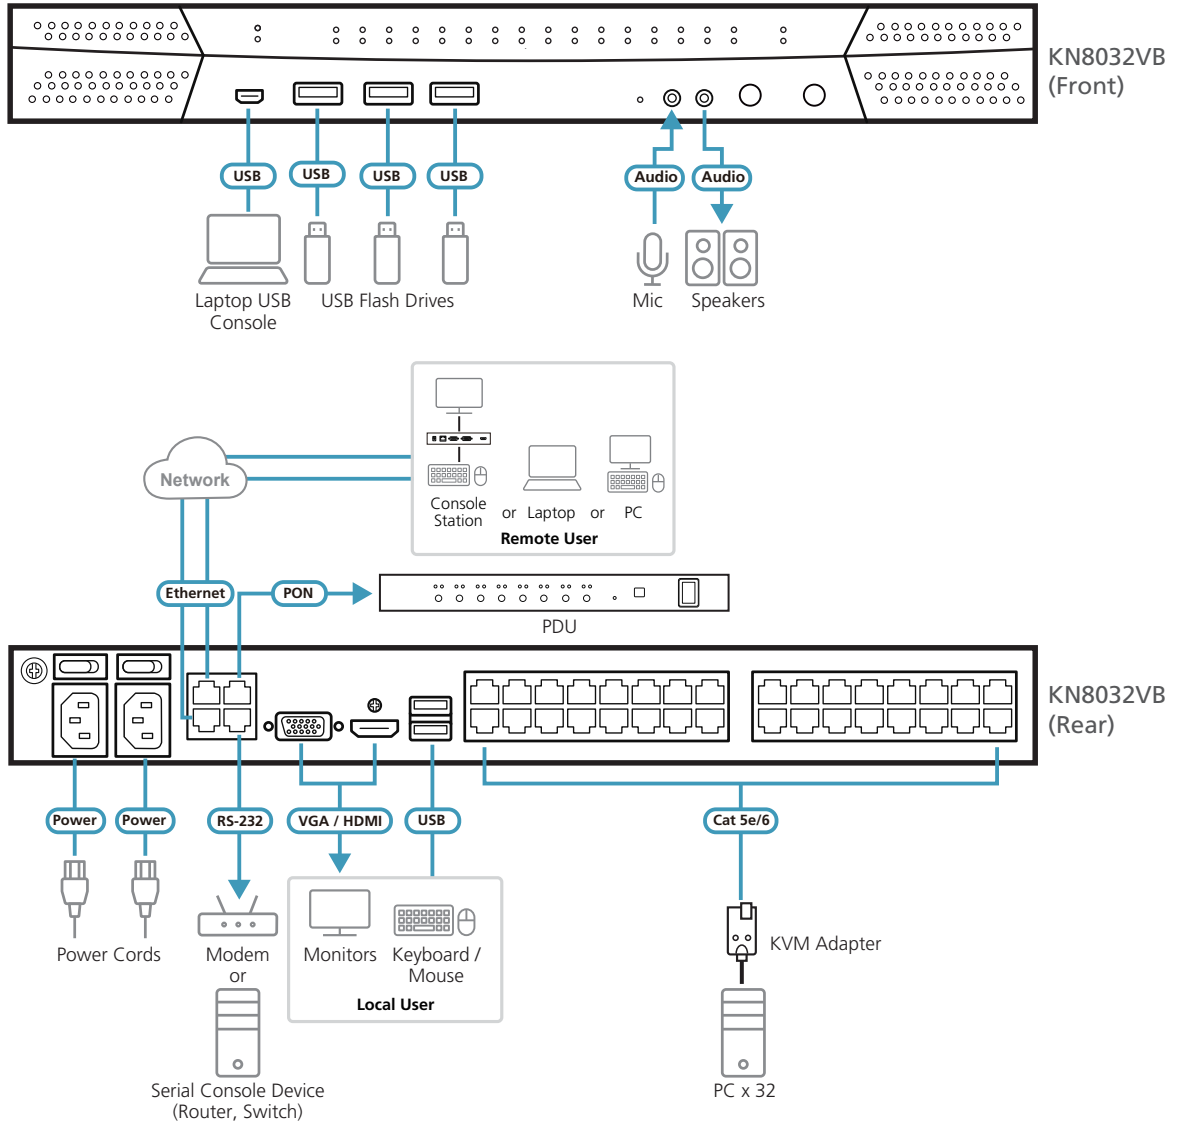 KN8032VB
(Front)
USB
USB
USB
USB
Audio
Audio
Laptop USB
Console
USB Flash Drives
Mic
Speakers
Network
Console
Station
or
Laptop
or
PC
Remote User
Ethernet
PON
PDU
KN8032VB
(Rear)
Power
Power
RS-232
VGA / HDMI
USB
Cat 5e/6
Power Cords
Modem
or
Monitors
Keyboard /
Mouse
Local User
KVM Adapter
Serial Console Device
(Router, Switch)
PC x 32